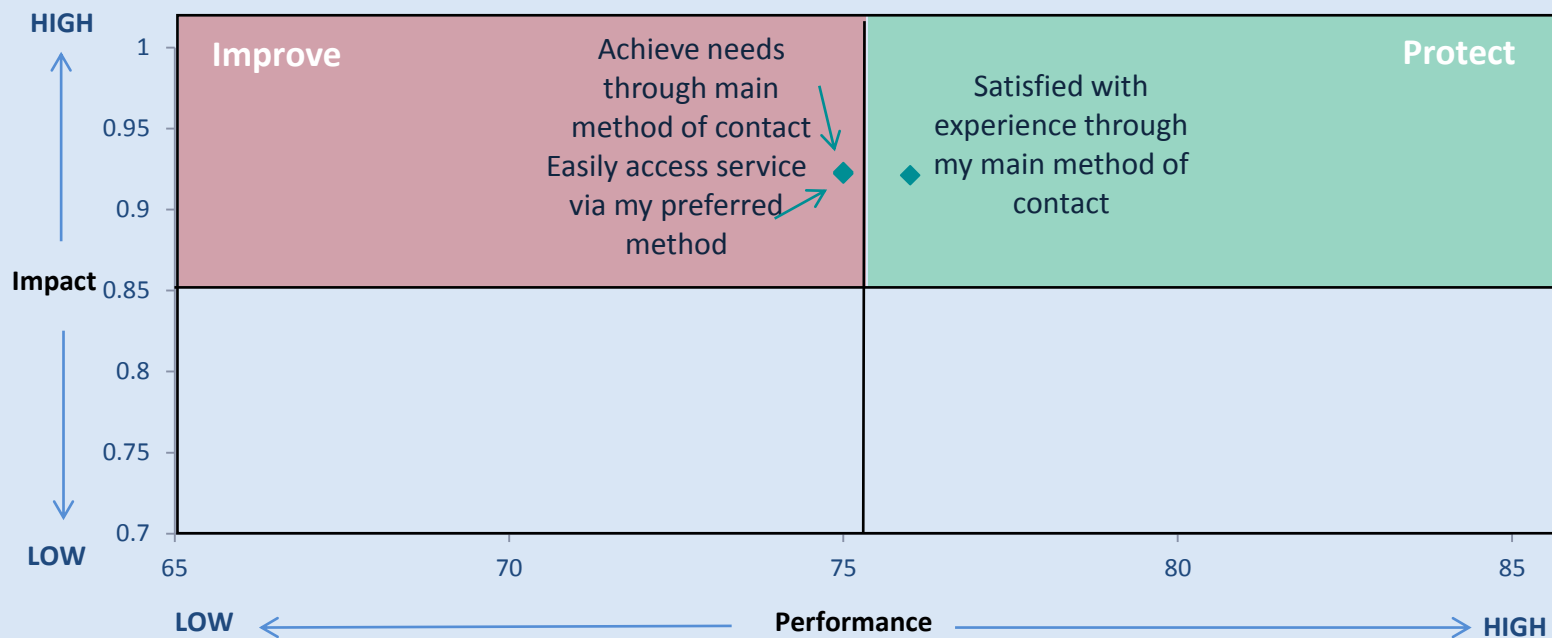 HIGH
Improve
Protect
Achieve needs
through main
method of contact
Easily access service
via my preferred
method
Satisfied with
experience through
my main method of
contact
1
0.95
0.9
Impact
0.85
0.8
0.75
0.7
LOW
65
70
75
80
85
LOW
Performance
HIGH